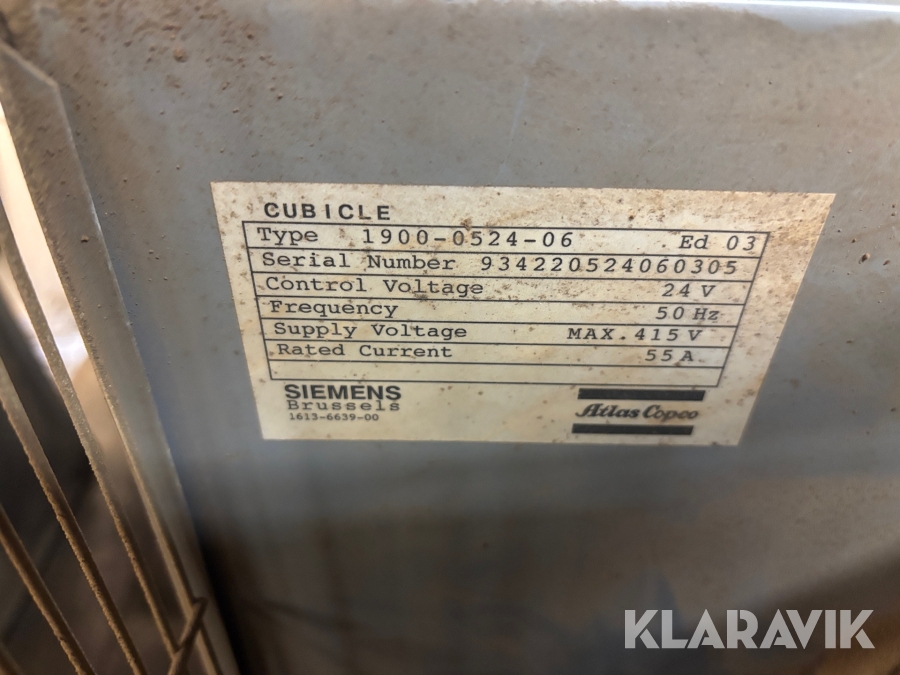 CUBICLE
Type 1900-0524-06 Ed 03
Serial Number 934220524060305
Control Voltage 24 V
Frequency 50 Hz
Supply Voltage MAX.415 V
Rated Current 55 A
SIEMENS
Brussels
1613-6639-00
Atlas Copco
KLARAVIK